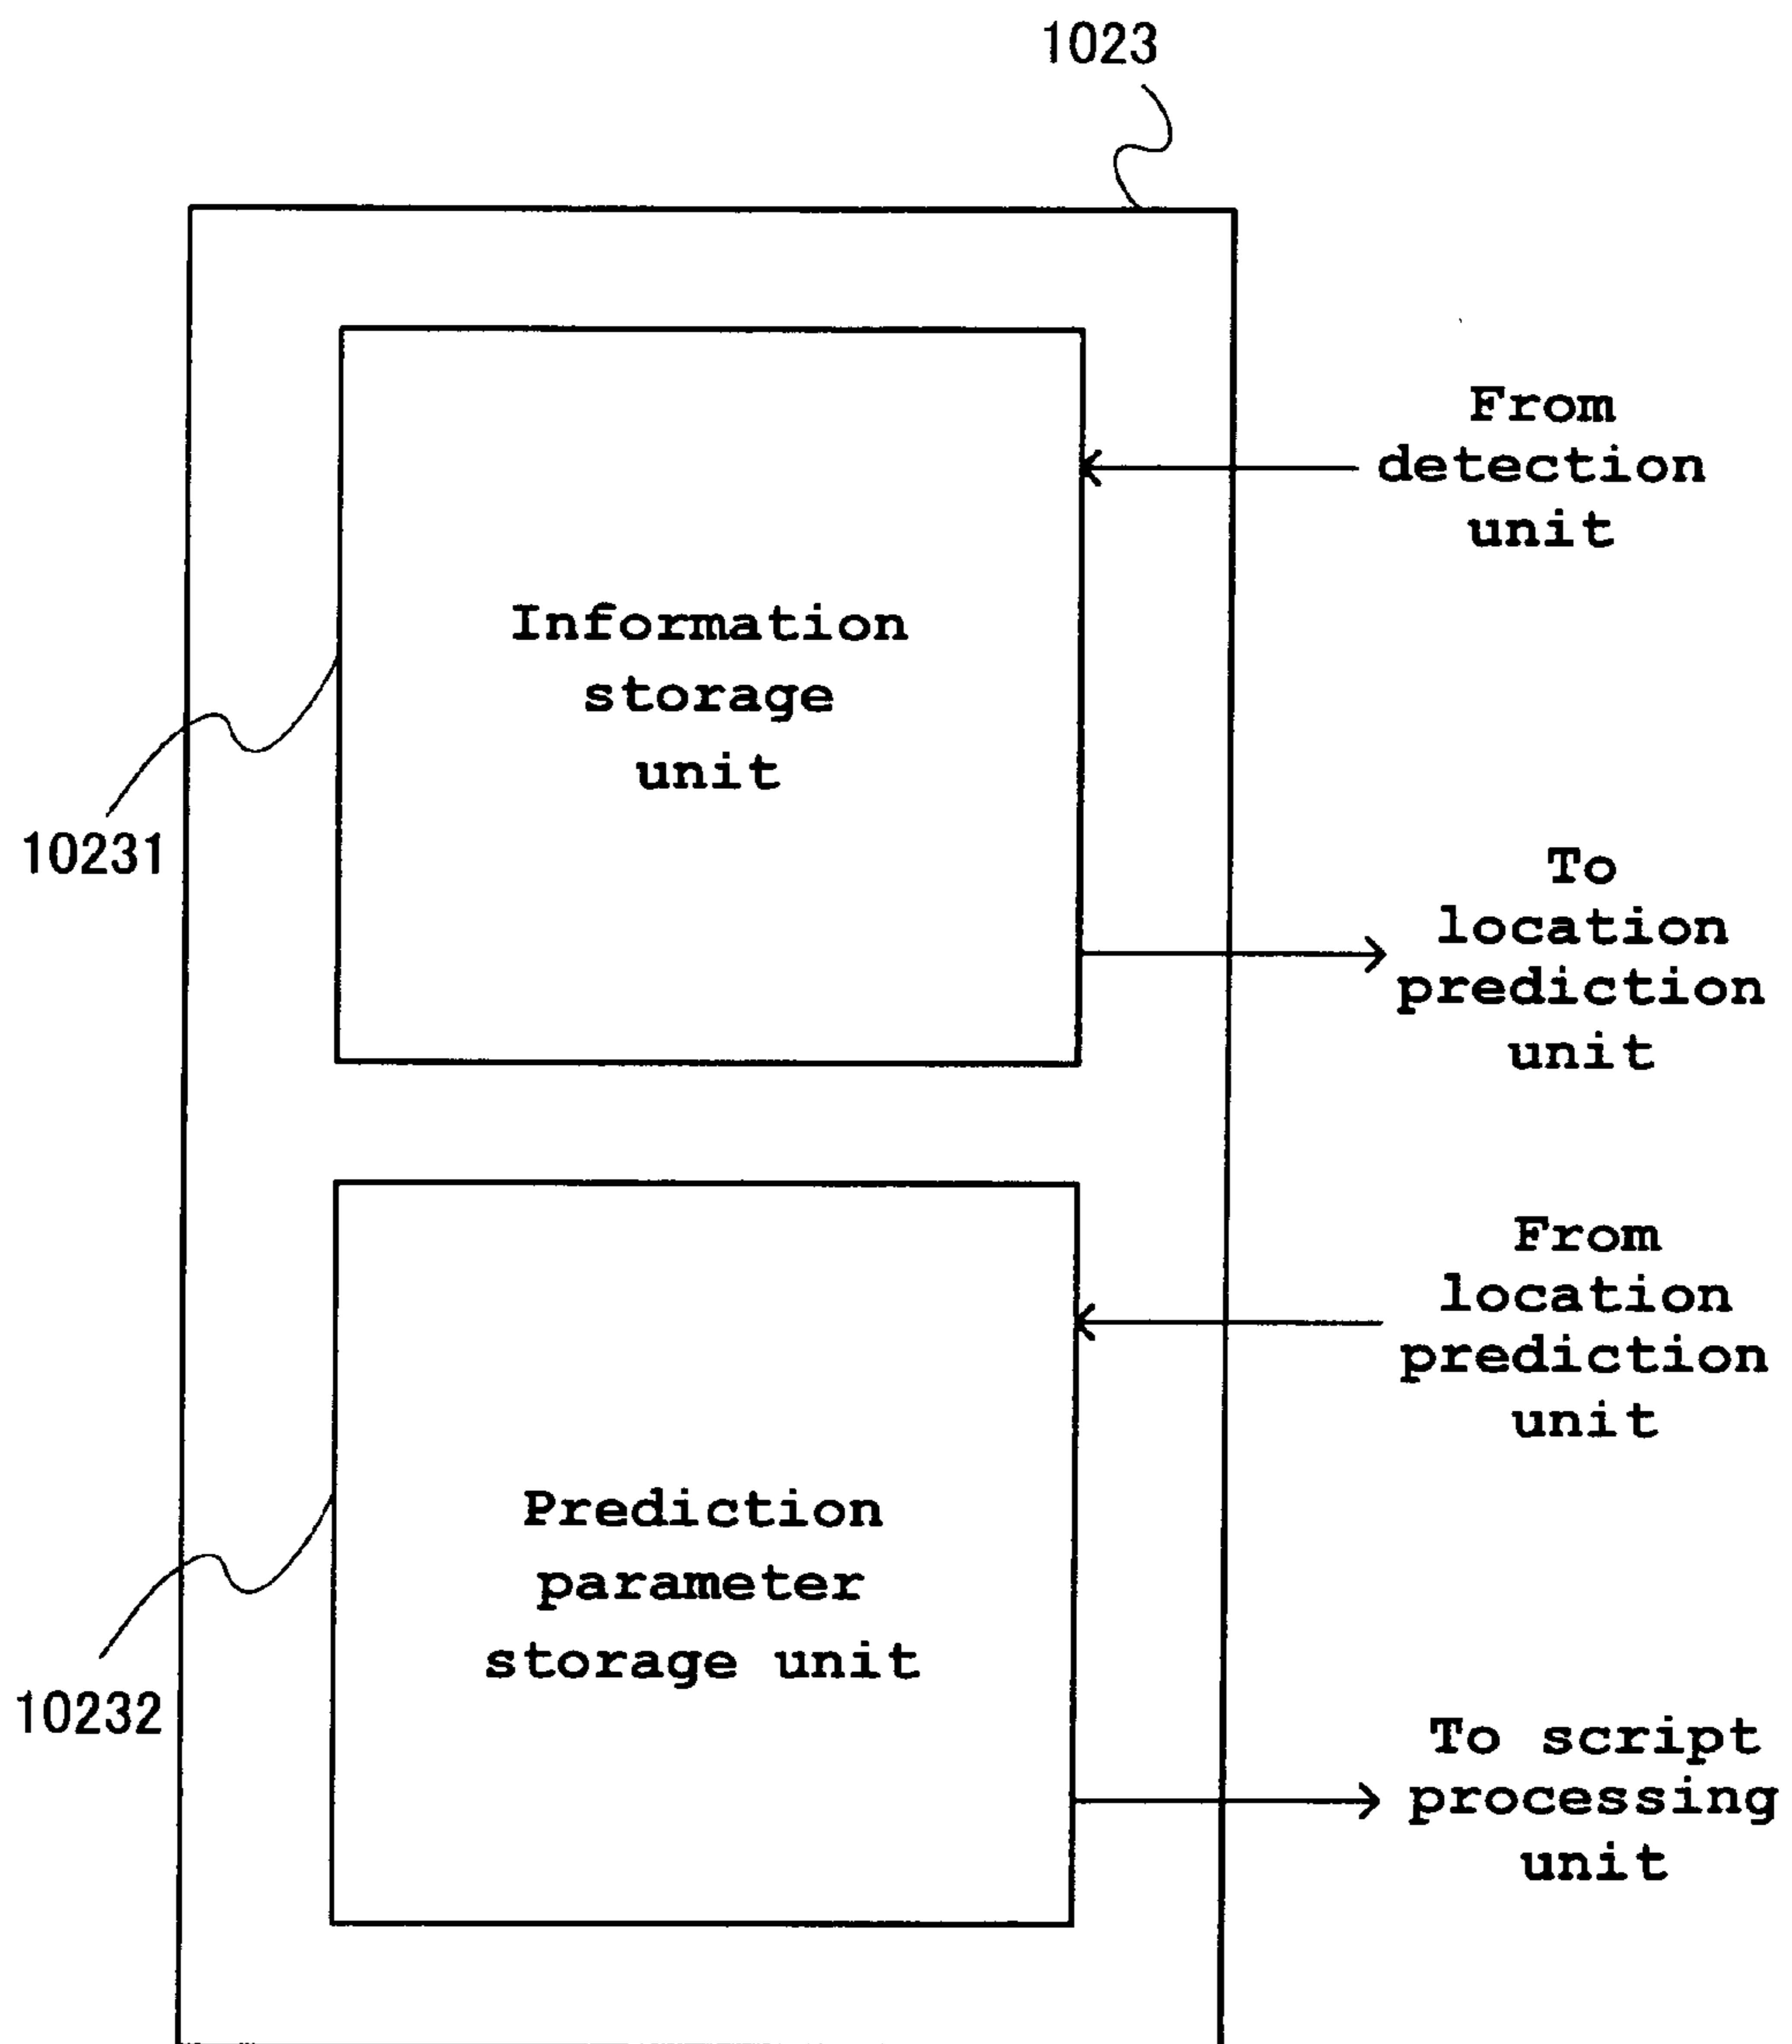 1023
From
detection
unit
Information
storage
unit
10231
To
location
prediction
unit
From
location
prediction
unit
Prediction
parameter
storage unit
10232
To script
processing
unit